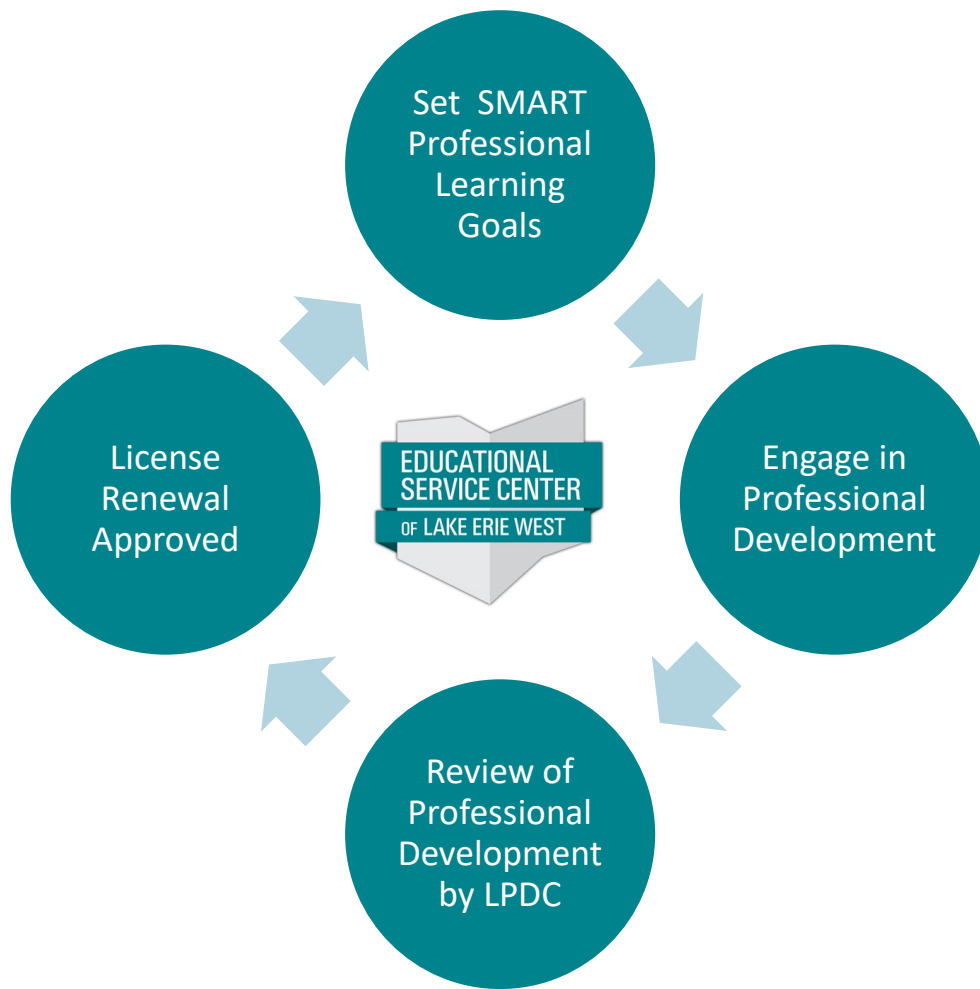 Set SMART
Professional
Learning
Goals
Engage in
Professional
Development
Review of
Professional
Development
by LPDC
License
Renewal
Approved
EDUCATIONAL
SERVICE CENTER
OF LAKE ERIE WEST